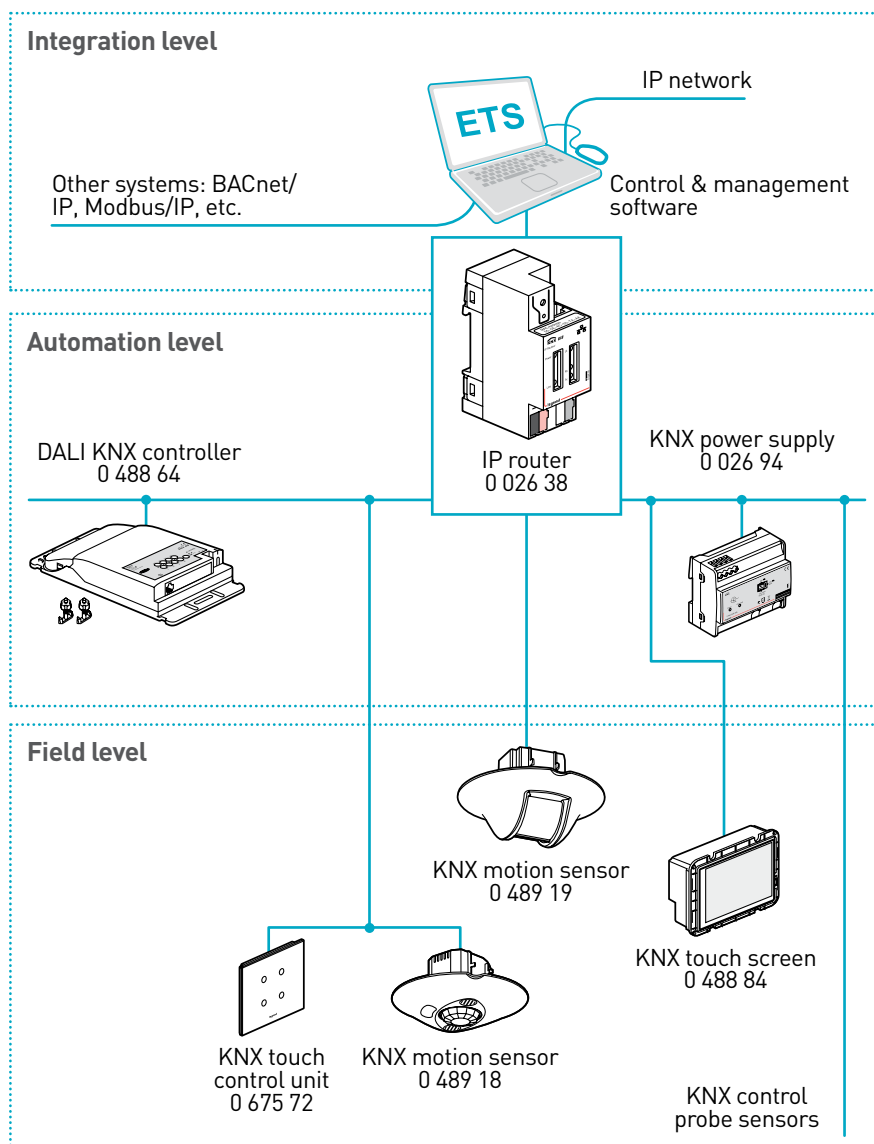 Integration level
IP network
ETS
Other systems: BACnet/
IP, Modbus/IP, etc.
Control & management
software
Automation level
DALI KNX controller
0 488 64
IP router
0 026 38
KNX power supply
0 026 94
Field level
KNX motion sensor
0 489 19
KNX touch screen
0 488 84
KNX touch
control unit
0 675 72
KNX motion sensor
0 489 18
KNX control
probe sensors